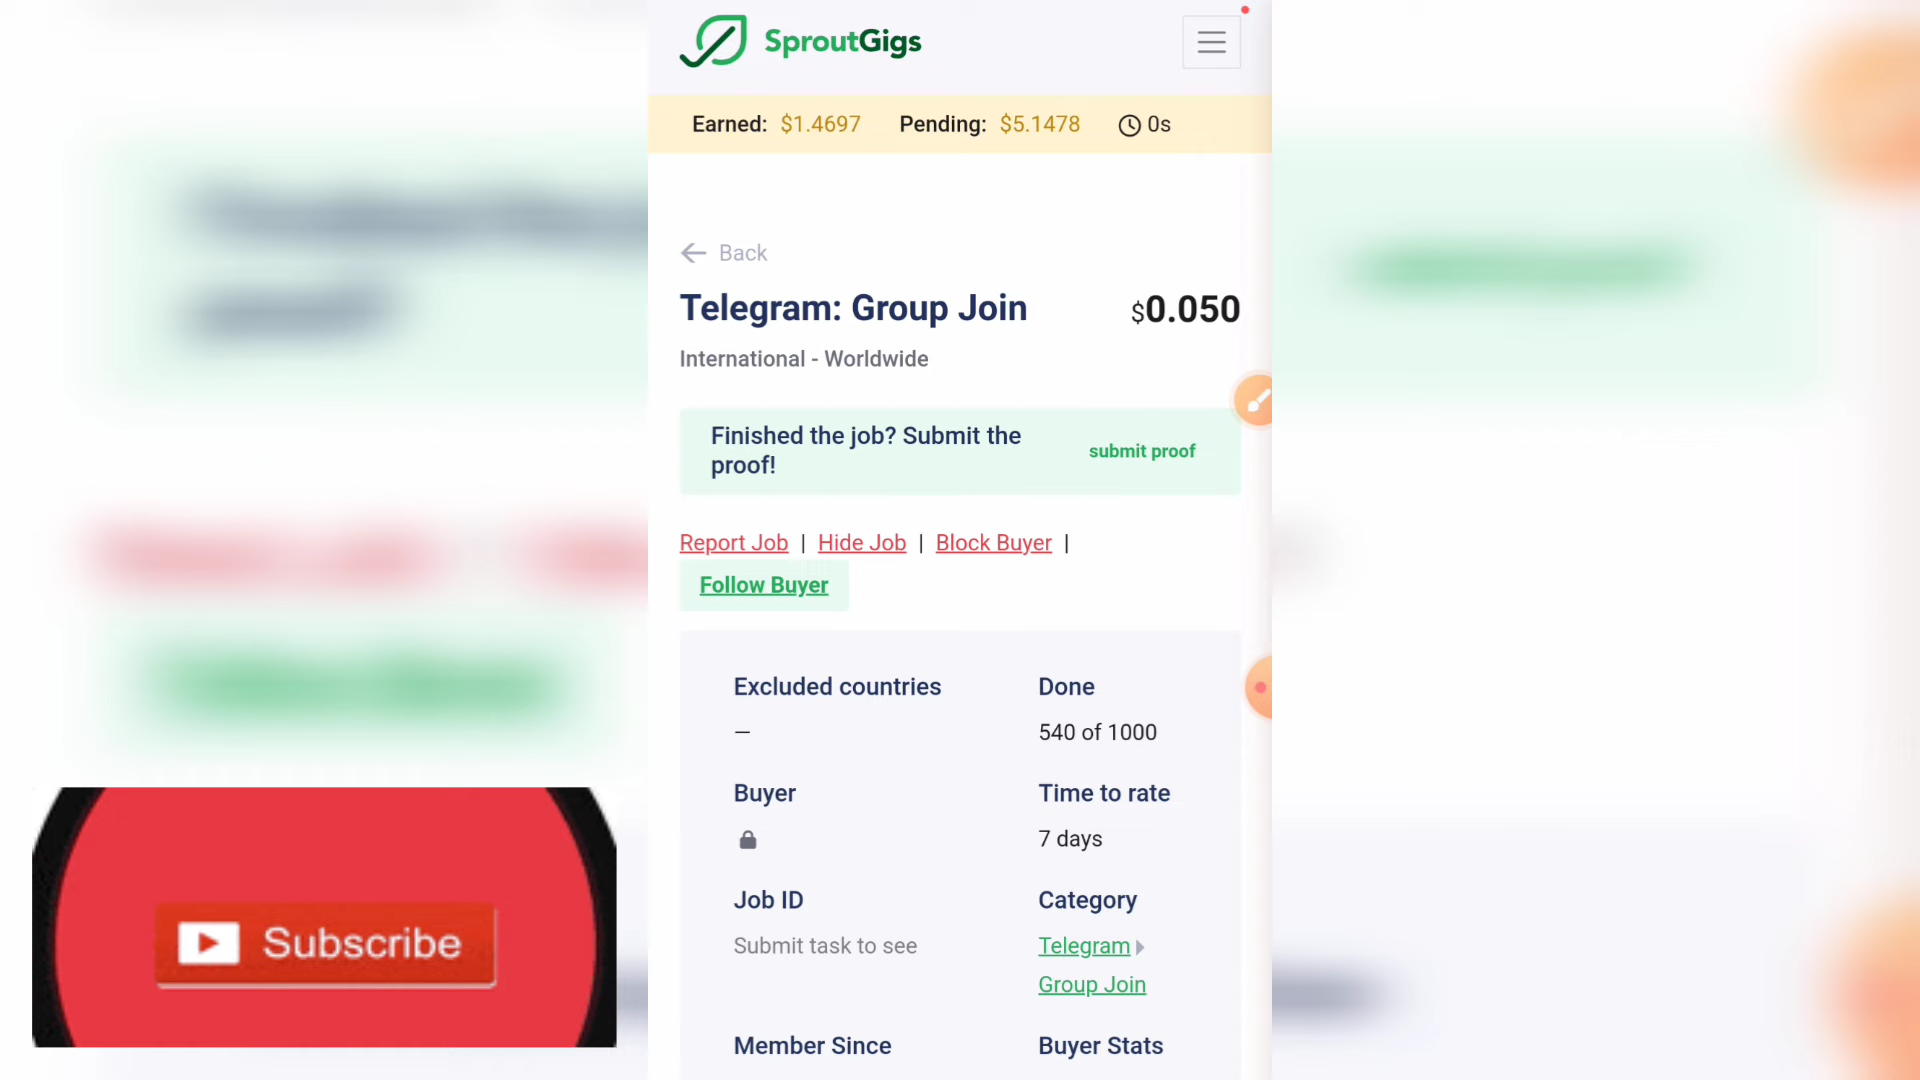 SproutGigs
Earned: $1.4697 Pending: $5.1478 0s
Back
Telegram: Group Join $0.050
International - Worldwide
Finished the job? Submit the
proof!
submit proof
Report Job | Hide Job | Block Buyer |
Follow Buyer
Excluded countries Done
— 540 of 1000
Buyer Time to rate
7 days
Job ID Category
Submit task to see Telegram
Group Join
Member Since Buyer Stats
Subscribe